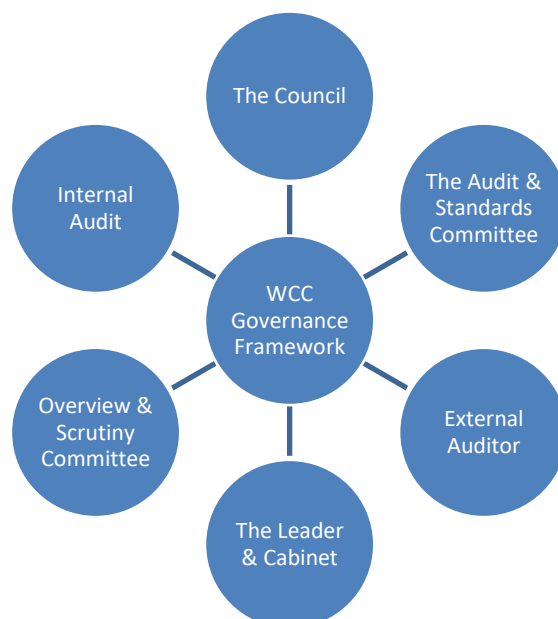 The Council
Internal
Audit
The Audit &
Standards
Committee
WCC
Governance
Framework
Overview &
Scrutiny
Committee
External
Auditor
The Leader
& Cabinet